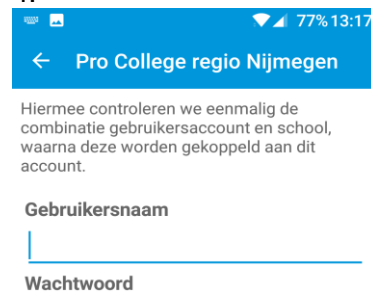 77% 13:17
Pro College regio Nijmegen
Hiermee controleren we eenmalig de
combinatie gebruikersaccount en school,
waarna deze worden gekoppeld aan dit
account.
Gebruikersnaam
Wachtwoord